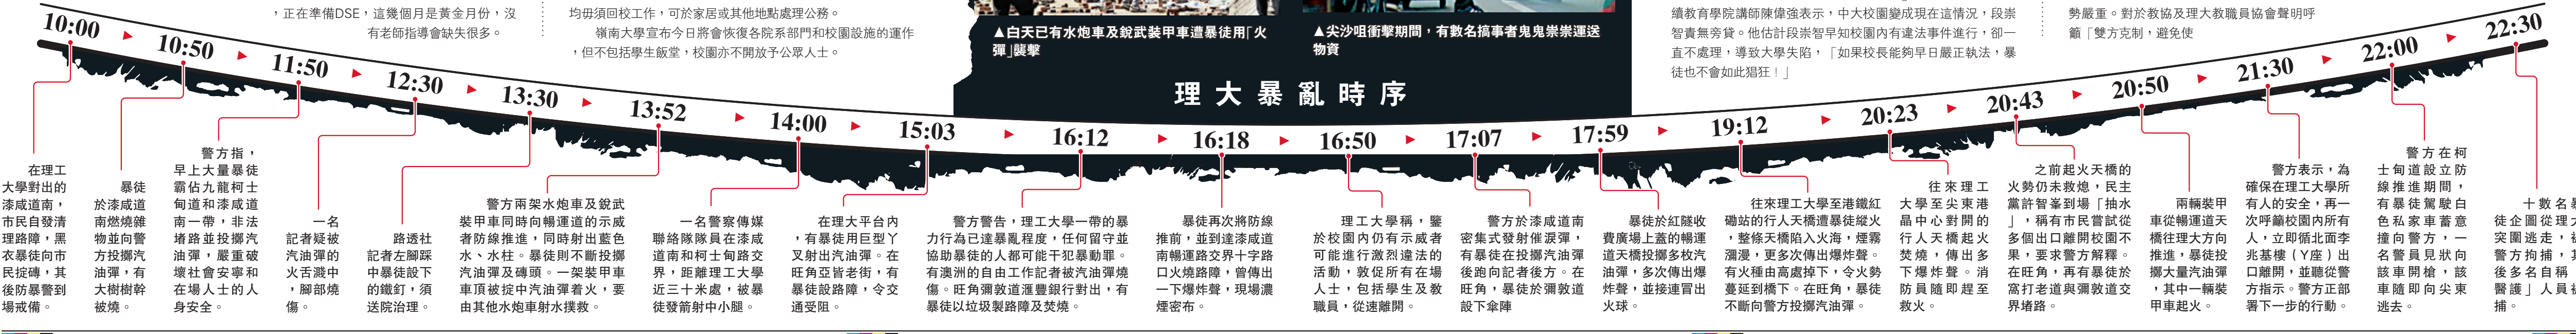 ，正在準備DSE，這幾個月是黃金月份，沒
有老師指導會缺失很多。
均毋須回校工作，可於家居或其他地點處理公務。
嶺南大學宣布今日將會恢復各院系部門和校園設施的運作
，但不包括學生飯堂，校園亦不開放予公眾人士。
▲白天已有水炮車及銳武裝甲車遭暴徒用「火
彈」襲擊
▲尖沙咀衝擊期間，有數名搞事者鬼鬼崇崇運送
物資
續教育學院講師陳偉強表示，中大校園變成現在這情況，段崇
智責無旁貸。他估計段崇智早知校園內有違法事件進行，卻一
直不處理，導致大學失陷，「如果校長能夠早日嚴正執法，暴
徒也不會如此猖狂！」
勢嚴重。對於教協及理大教職員協會聲明呼
籲「雙方克制，避免使
理大暴亂時序
10:00
在理工
大學對出的
漆咸道南，
市民自發清
理路障，黑
衣暴徒向市
民掟磚，其
後防暴警到
場戒備。
10:50
暴徒
於漆咸道
南燃燒雜
物並向警
方投擲汽
油彈，有
大樹樹幹
被燒。
11:50
警方指，
早上大量暴徒
霸佔九龍柯士
甸道和漆咸道
南一帶，非法
堵路並投擲汽
油彈，嚴重破
壞社會安寧和
在場人士的人
身安全。
12:30
一名
記者疑被
汽油彈的
火舌濺中
，腳部燒
傷。
13:30
路透社
記者左腳踩
中暴徒設下
的鐵釘，須
送院治理。
13:52
警方兩架水炮車及銳武
裝甲車同時向暢運道的示威
者防線推進，同時射出藍色
水、水柱。暴徒則不斷投擲
汽油彈及磚頭。一架裝甲車
車頂被掟中汽油彈着火，要
由其他水炮車射水撲救。
14:00
一名警察傳媒
聯絡隊隊員在漆咸
道南和柯士甸路交
界，距離理工大學
近三十米處，被暴
徒發箭射中小腿。
15:03
在理大平台內
，有暴徒用巨型丫
叉射出汽油彈。在
旺角亞皆老街，有
暴徒設路障，令交
通受阻。
16:12
警方警告，理工大學一帶的暴
力行為已達暴亂程度，任何留守並
協助暴徒的人都可能干犯暴動罪。
有澳洲的自由工作記者被汽油彈燒
傷。旺角彌敦道滙豐銀行對出，有
暴徒以垃圾製路障及焚燒。
16:18
暴徒再次將防線
推前，並到達漆咸道
南暢運路交界十字路
口火燒路障，曾傳出
一下爆炸聲，現場濃
煙密布。
16:50
理工大學稱，鑒
於校園內仍有示威者
可能進行激烈違法的
活動，敦促所有在場
人士，包括學生及教
職員，從速離開。
17:07
警方於漆咸道南
密集式發射催淚彈，
有暴徒在投擲汽油彈
後跑向記者後方。在
旺角，暴徒於彌敦道
設下傘陣
17:59
暴徒於紅隧收
費廣場上蓋的暢運
道天橋投擲多枚汽
油彈，多次傳出爆
炸聲，並接連冒出
火球。
19:12
往來理工大學至港鐵紅
磡站的行人天橋遭暴徒縱火
，整條天橋陷入火海，煙霧
瀰漫，更多次傳出爆炸聲。
有火種由高處掉下，令火勢
蔓延到橋下。在旺角，暴徒
不斷向警方投擲汽油彈。
20:23
往來理工
大學至尖東港
晶中心對開的
行人天橋起火
焚燒，傳出多
下爆炸聲。消
防員隨即趕至
救火。
20:43
之前起火天橋的
火勢仍未救熄，民主
黨許智峯到場「抽水
」，稱有市民嘗試從
多個出口離開校園不
果，要求警方解釋。
在旺角，再有暴徒於
窩打老道與彌敦道交
界堵路。
20:50
兩輛裝甲
車從暢運道天
橋往理大方向
推進，暴徒投
擲大量汽油彈
，其中一輛裝
甲車起火。
21:30
警方表示，為
確保在理工大學所
有人的安全，再一
次呼籲校園內所有
人，立即循北面李
兆基樓（Y座）出
口離開，並聽從警
方指示。警方正部
署下一步的行動。
22:00
警方在柯
士甸道設立防
線推進期間，
有暴徒駕駛白
色私家車蓄意
撞向警方，一
名警員見狀向
該車開槍，該
車隨即向尖東
逃去。
22:30
十數名暴
徒企圖從理大
突圍逃走，被
警方拘捕，其
後多名自稱「
醫護」人員被
捕。